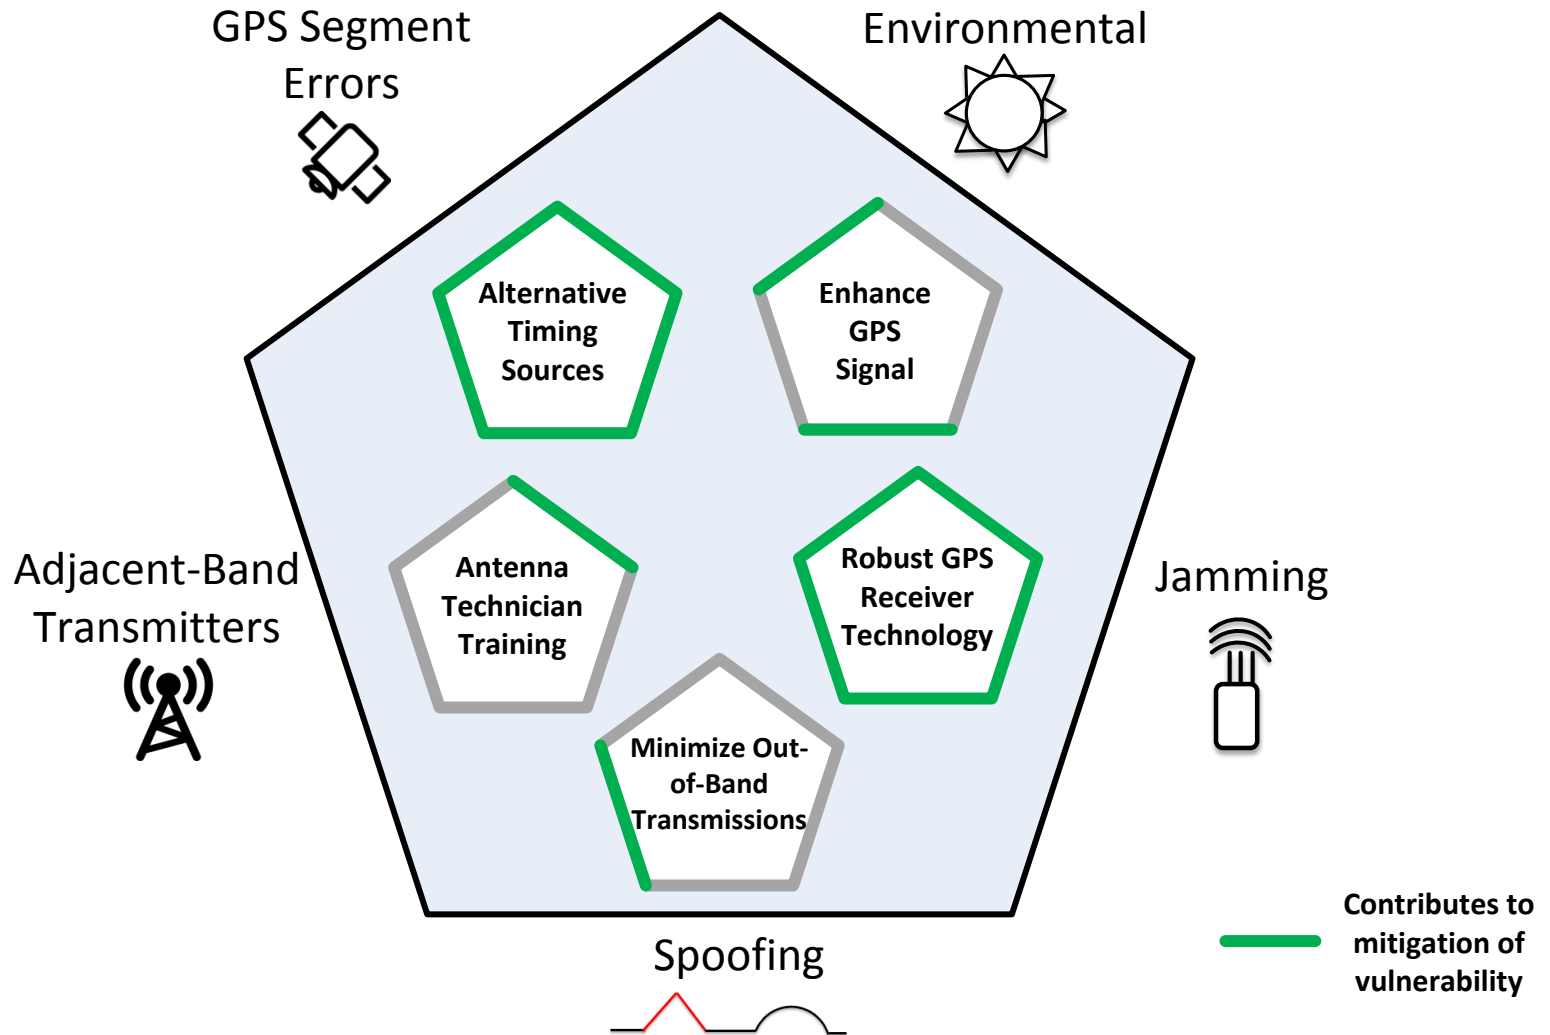 GPS Segment
Errors
Environmental
Alternative
Timing
Sources
Enhance
GPS
Signal
Adjacent-Band
Transmitters
Antenna
Technician
Training
Robust GPS
Receiver
Technology
Jamming
Minimize Out-
of-Band
Transmissions
Spoofing
Contributes to
mitigation of
vulnerability